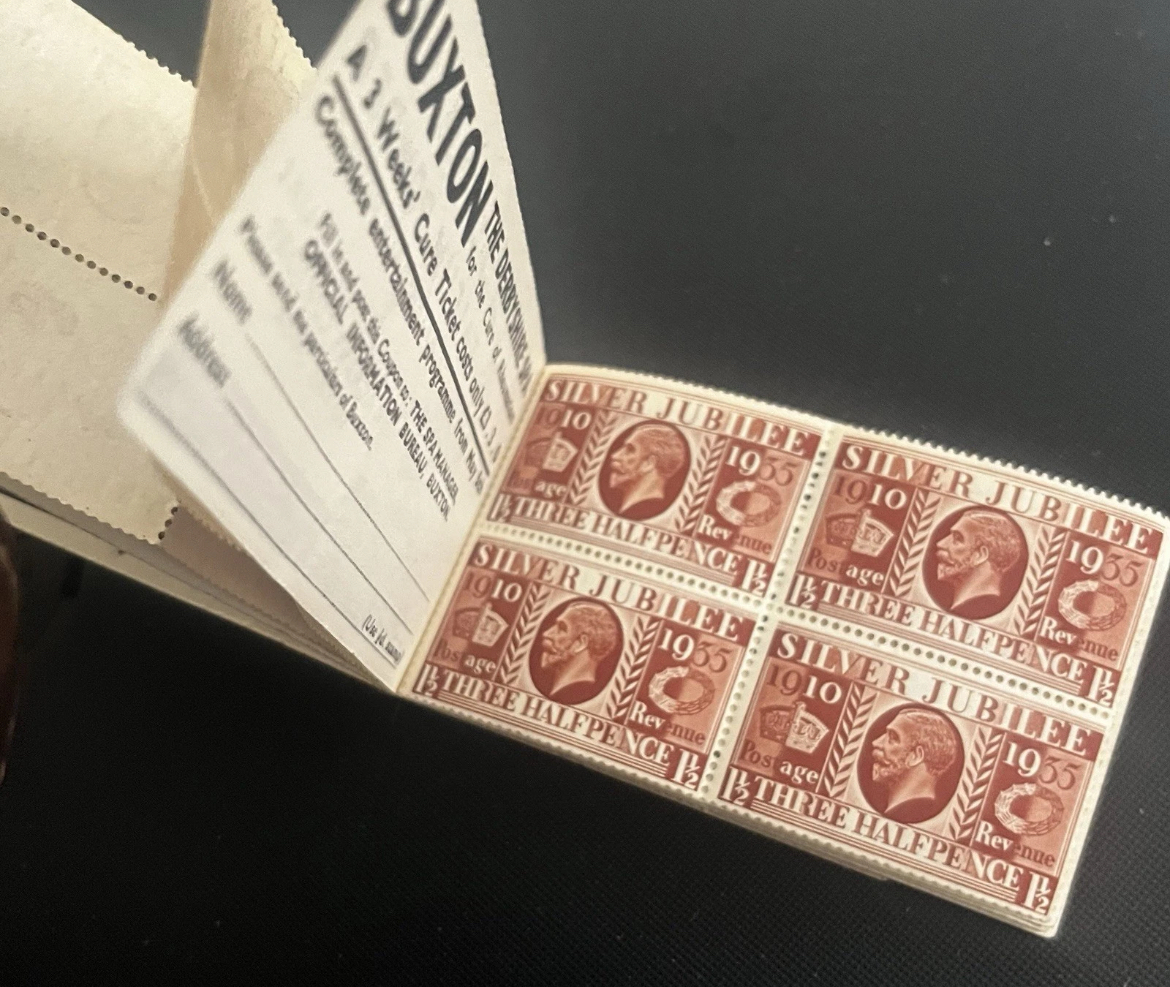 BUXTON
THE DERBYSHIRE
A 3 Weeks' Cure Ticket costs only
for the Cure of
Complete entertainment programme from May
Fill in and post this Coupon to: THE SPA MANAGER,
OFFICIAL INFORMATION BUREAU, BUXTON
Please send me particulars of Buxton.
Name
Address
SILVER JUBILEE
1910
1935
Postage
Revenue
1½ THREE HALFPENCE 1½
SILVER JUBILEE
1910
1935
Postage
Revenue
1½ THREE HALFPENCE 1½
SILVER JUBILEE
1910
1935
Postage
Revenue
1½ THREE HALFPENCE 1½
SILVER JUBILEE
1910
1935
Postage
Revenue
1½ THREE HALFPENCE 1½